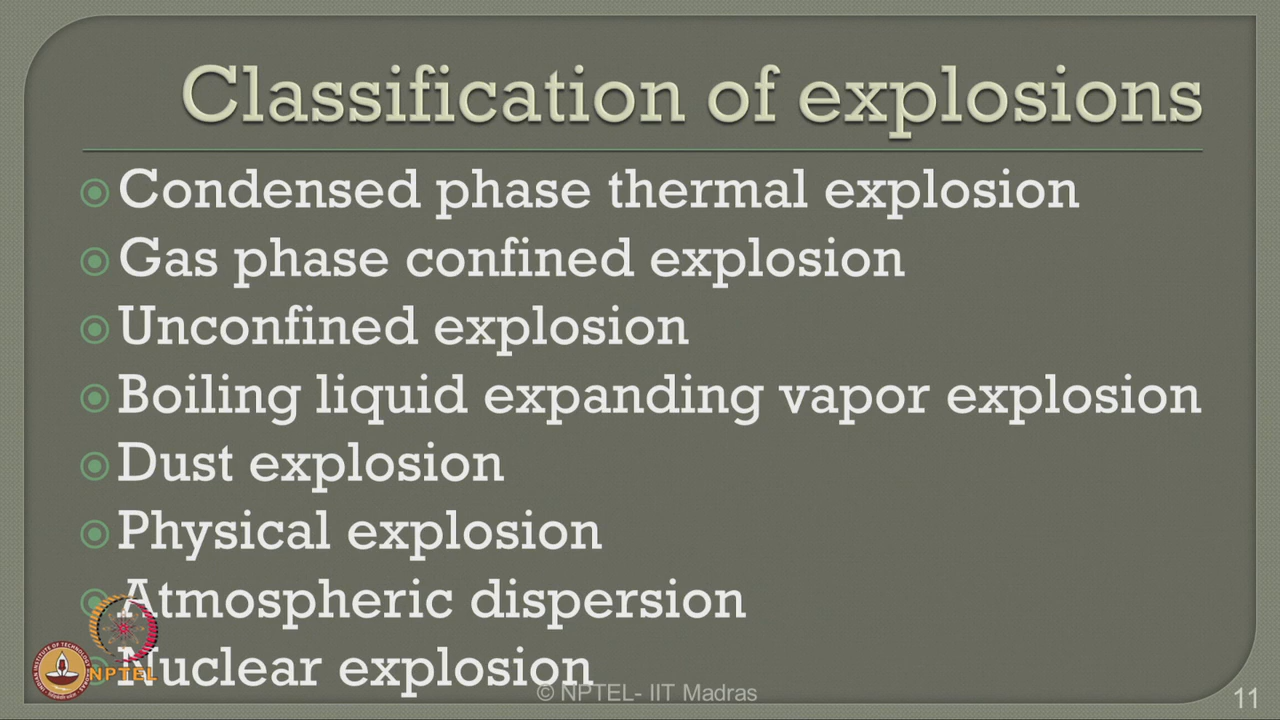 Classification of explosions
Condensed phase thermal explosion
Gas phase confined explosion
Unconfined explosion
Boiling liquid expanding vapor explosion
Dust explosion
Physical explosion
Atmospheric dispersion
Nuclear explosion
NPTEL
© NPTEL- IIT Madras
11